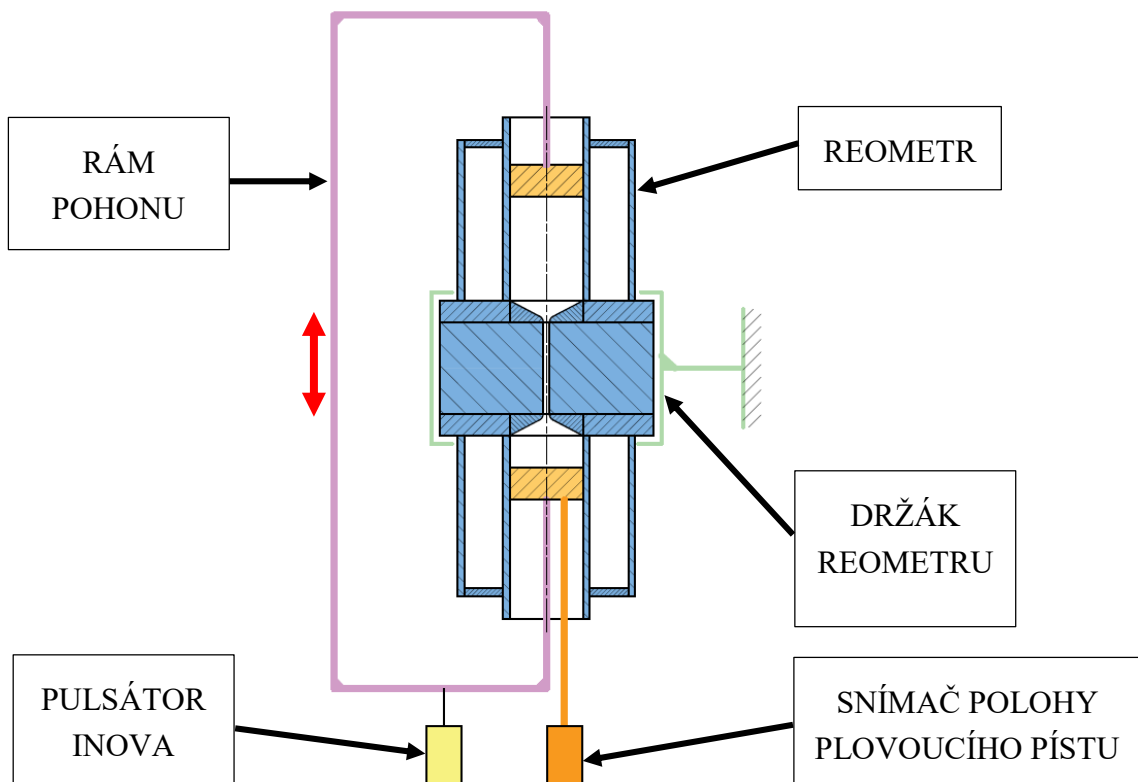 RÁM
POHONU
REOMETR
DRŽÁK
REOMETRU
PULSÁTOR
INOVA
SNÍMAČ POLOHY
PLOVOUCÍHO PÍSTU